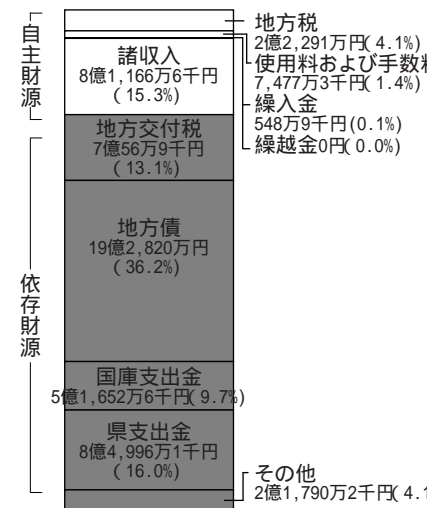 自主財源
地方税
2億2,291万円(4.1%)
使用料および手数料
7,477万3千円(1.4%)
繰入金
548万9千円(0.1%)
繰越金0円(0.0%)
諸収入
8億1,166万6千円
(15.3%)
依存財源
地方交付税
7億56万9千円
(13.1%)
地方債
19億2,820万円
(36.2%)
国庫支出金
5億1,652万6千円(9.7%)
県支出金
8億4,996万1千円
(16.0%)
その他
2億1,790万2千円(4.1